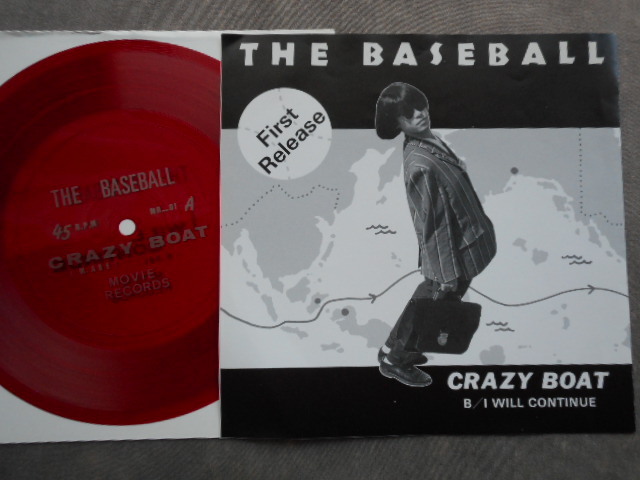 THE BASEBALL
45 R.P.M
A
CRAZY BOAT
MOVIE
RECORDS
THE BASEBALL
First
Release
CRAZY BOAT
B/I WILL CONTINUE